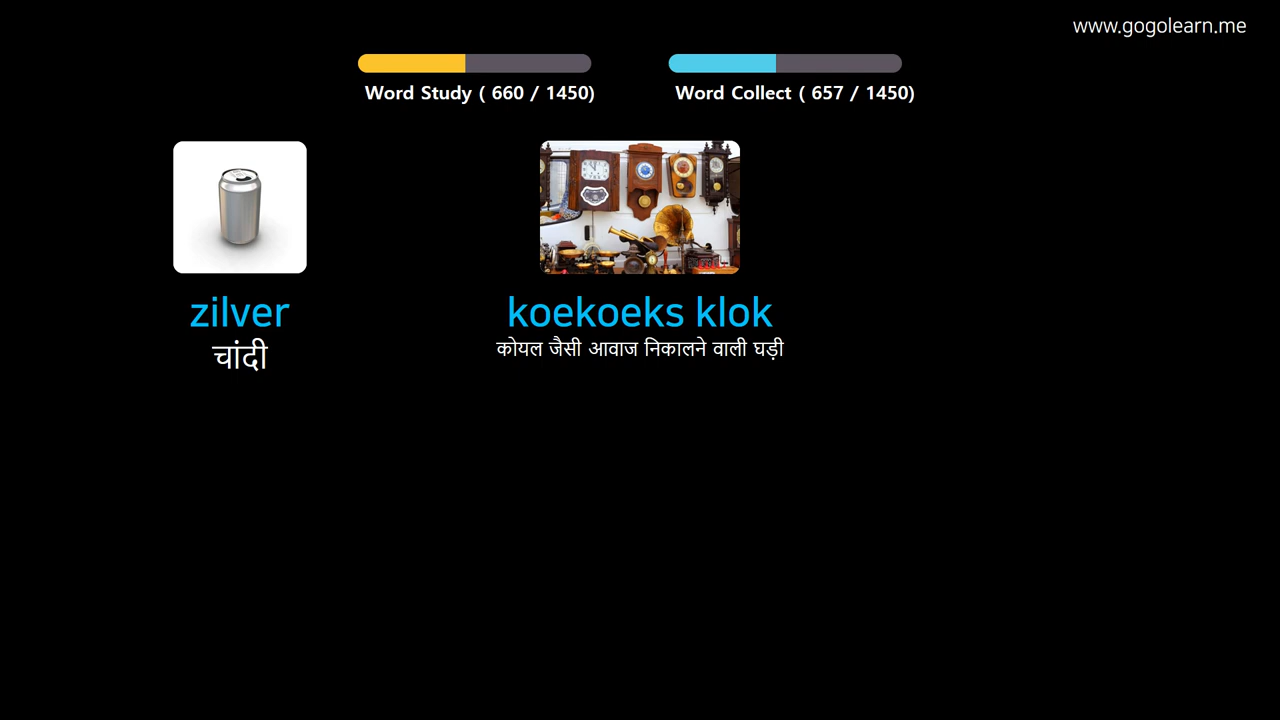 www.gogolearn.me
Word Study ( 660 / 1450)
Word Collect ( 657 / 1450)
zilver
चांदी
koekoeks klok
कोयल जैसी आवाज निकालने वाली घड़ी